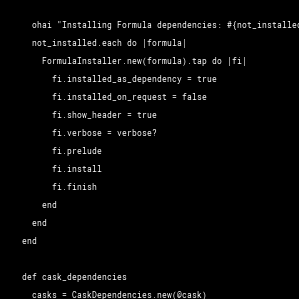 ohai "Installing Formula dependencies: #{not_installed
not_installed.each do |formula|
FormulaInstaller.new(formula).tap do |fi|
fi.installed_as_dependency = true
fi.installed_on_request = false
fi.show_header = true
fi.verbose = verbose?
fi.prelude
fi.install
fi.finish
end
end
end
def cask_dependencies
casks = CaskDependencies.new(@cask)